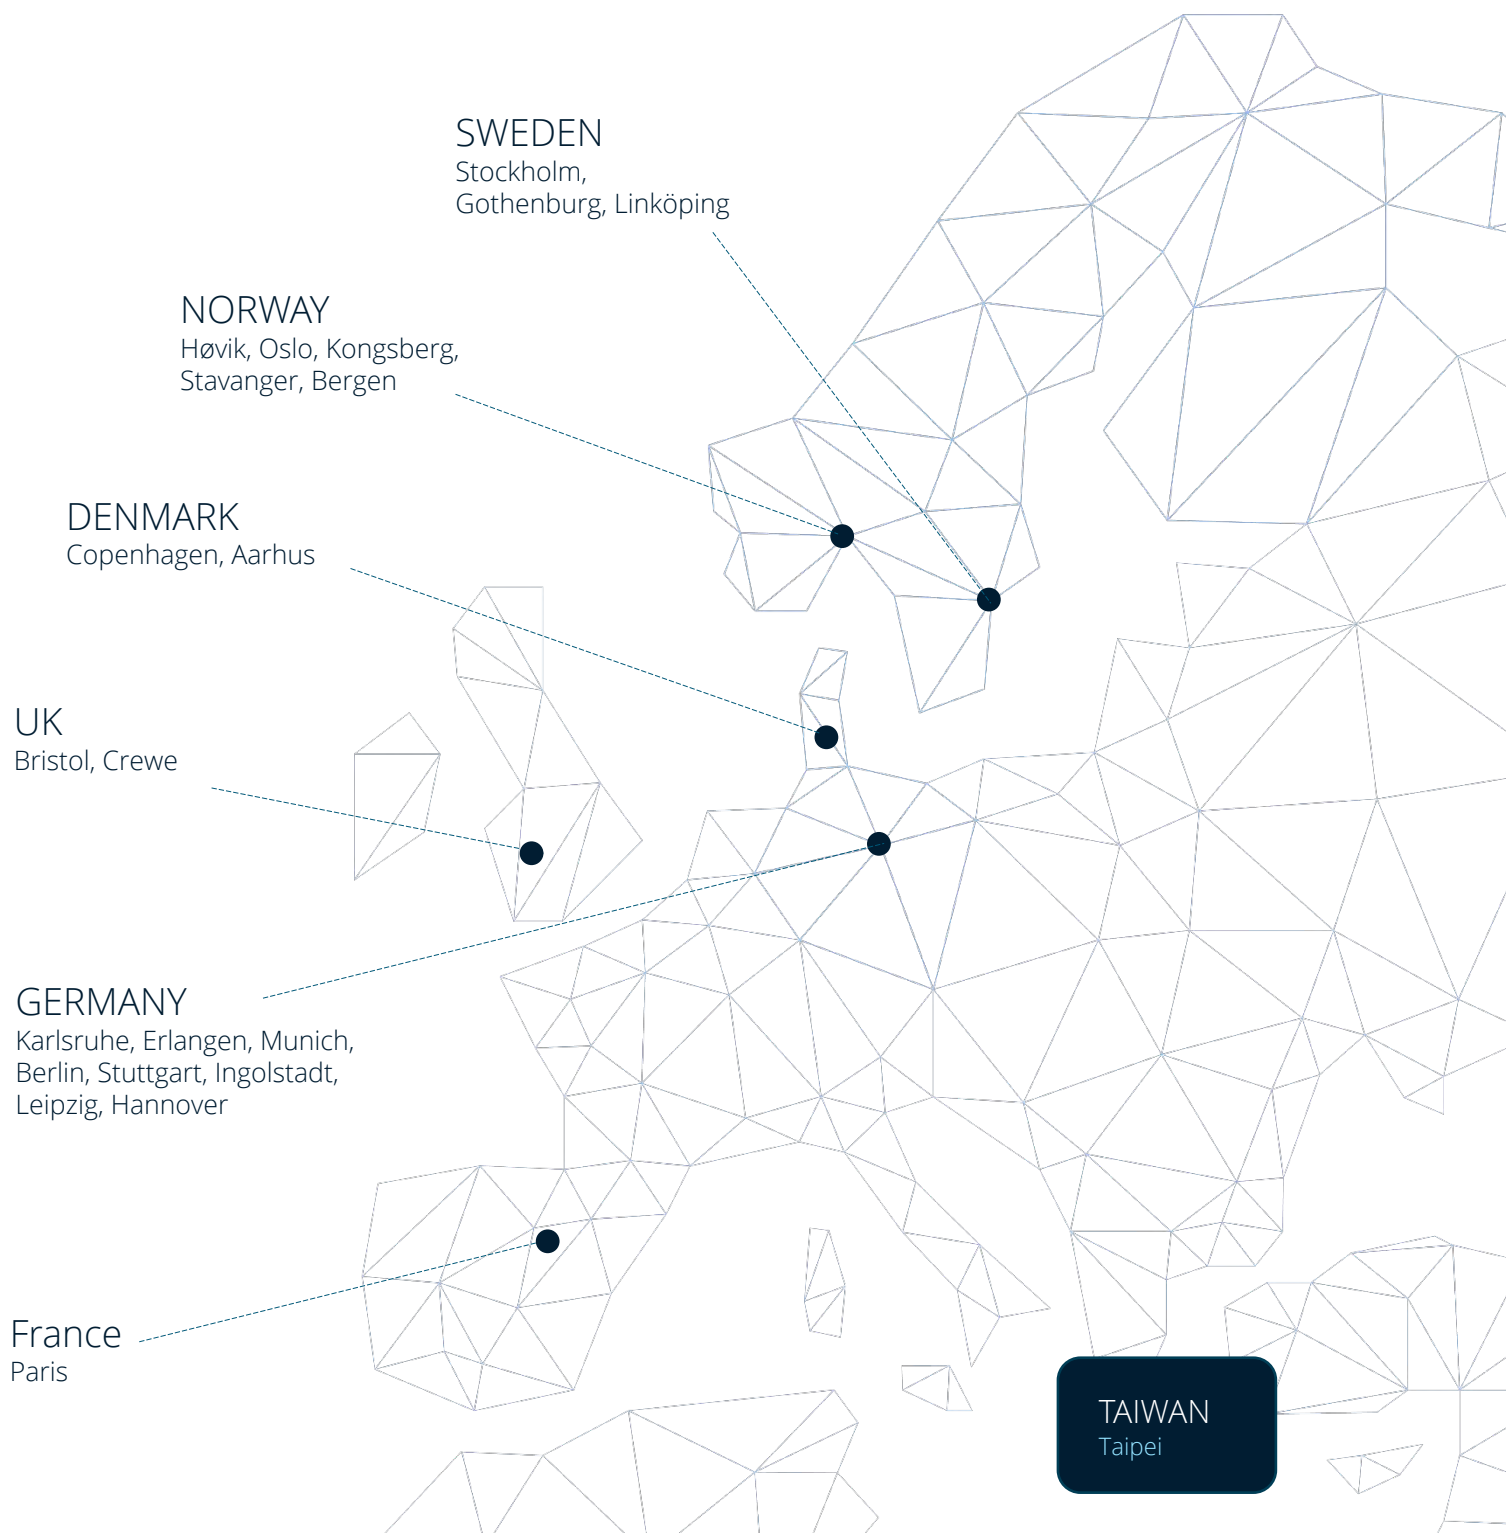 SWEDEN
Stockholm,
Gothenburg, Linköping
NORWAY
Høvik, Oslo, Kongsberg,
Stavanger, Bergen
DENMARK
Copenhagen, Aarhus
UK
Bristol, Crewe
GERMANY
Karlsruhe, Erlangen, Munich,
Berlin, Stuttgart, Ingolstadt,
Leipzig, Hannover
France
Paris
TAIWAN
Taipei